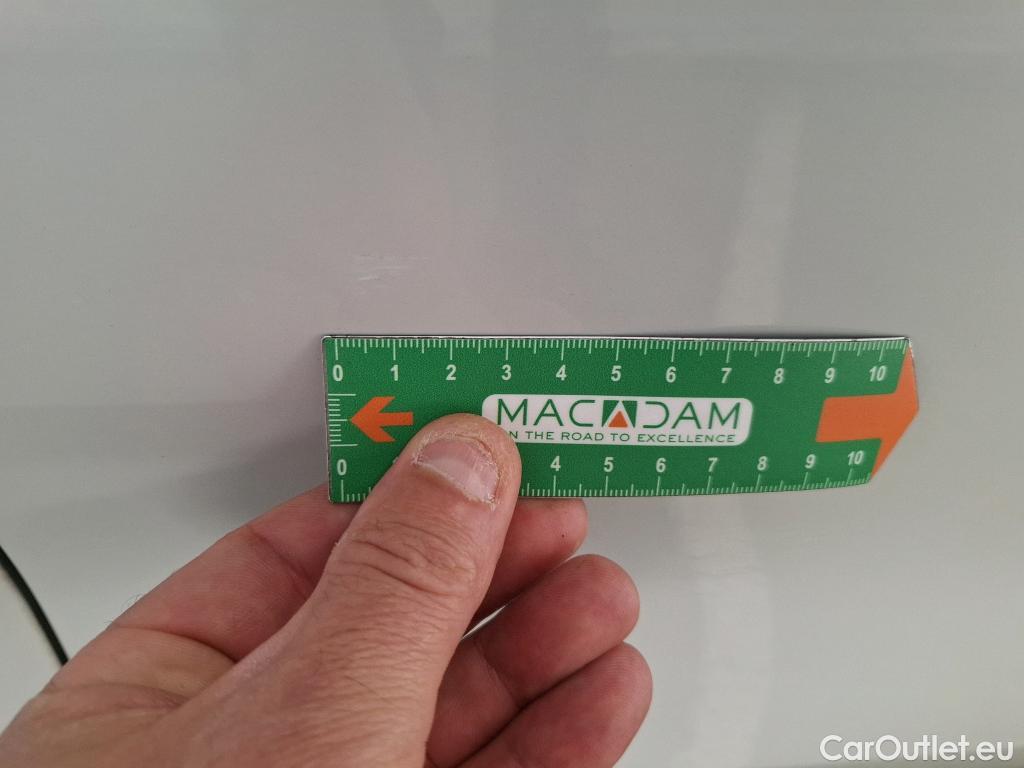 0 1 2 3 4 5 6 7 8 9 10
MACADAM
N THE ROAD TO EXCELLENCE
0 4 5 6 7 8 9 10
CarOutlet.eu